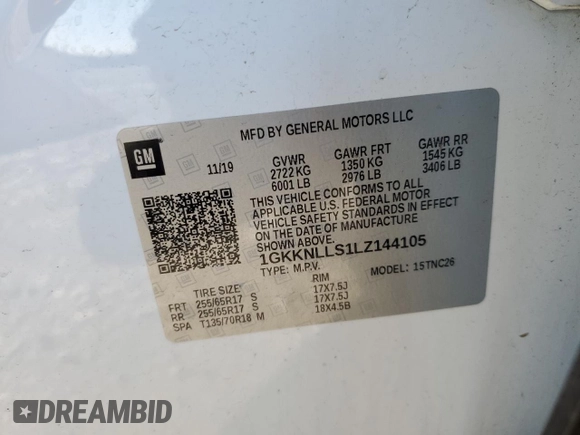 MFD BY GENERAL MOTORS LLC
GM
11/19
GVWR GAWR FRT GAWR RR
2722 KG 1350 KG 1545 KG
6001 LB 2976 LB 3406 LB
THIS VEHICLE CONFORMS TO ALL
APPLICABLE U.S. FEDERAL MOTOR
VEHICLE SAFETY STANDARDS IN EFFECT
ON THE DATE OF MANUFACTURE
SHOWN ABOVE.
1GKKNLLS1LZ144105
TYPE: M.P.V. MODEL: 15TNC26
TIRE SIZE: RIM
FRT 255/65R17 S 17X7.5J
RR 255/65R17 S 17X7.5J
SPA T135/70R18 M 18X4.5B
DREAMBID